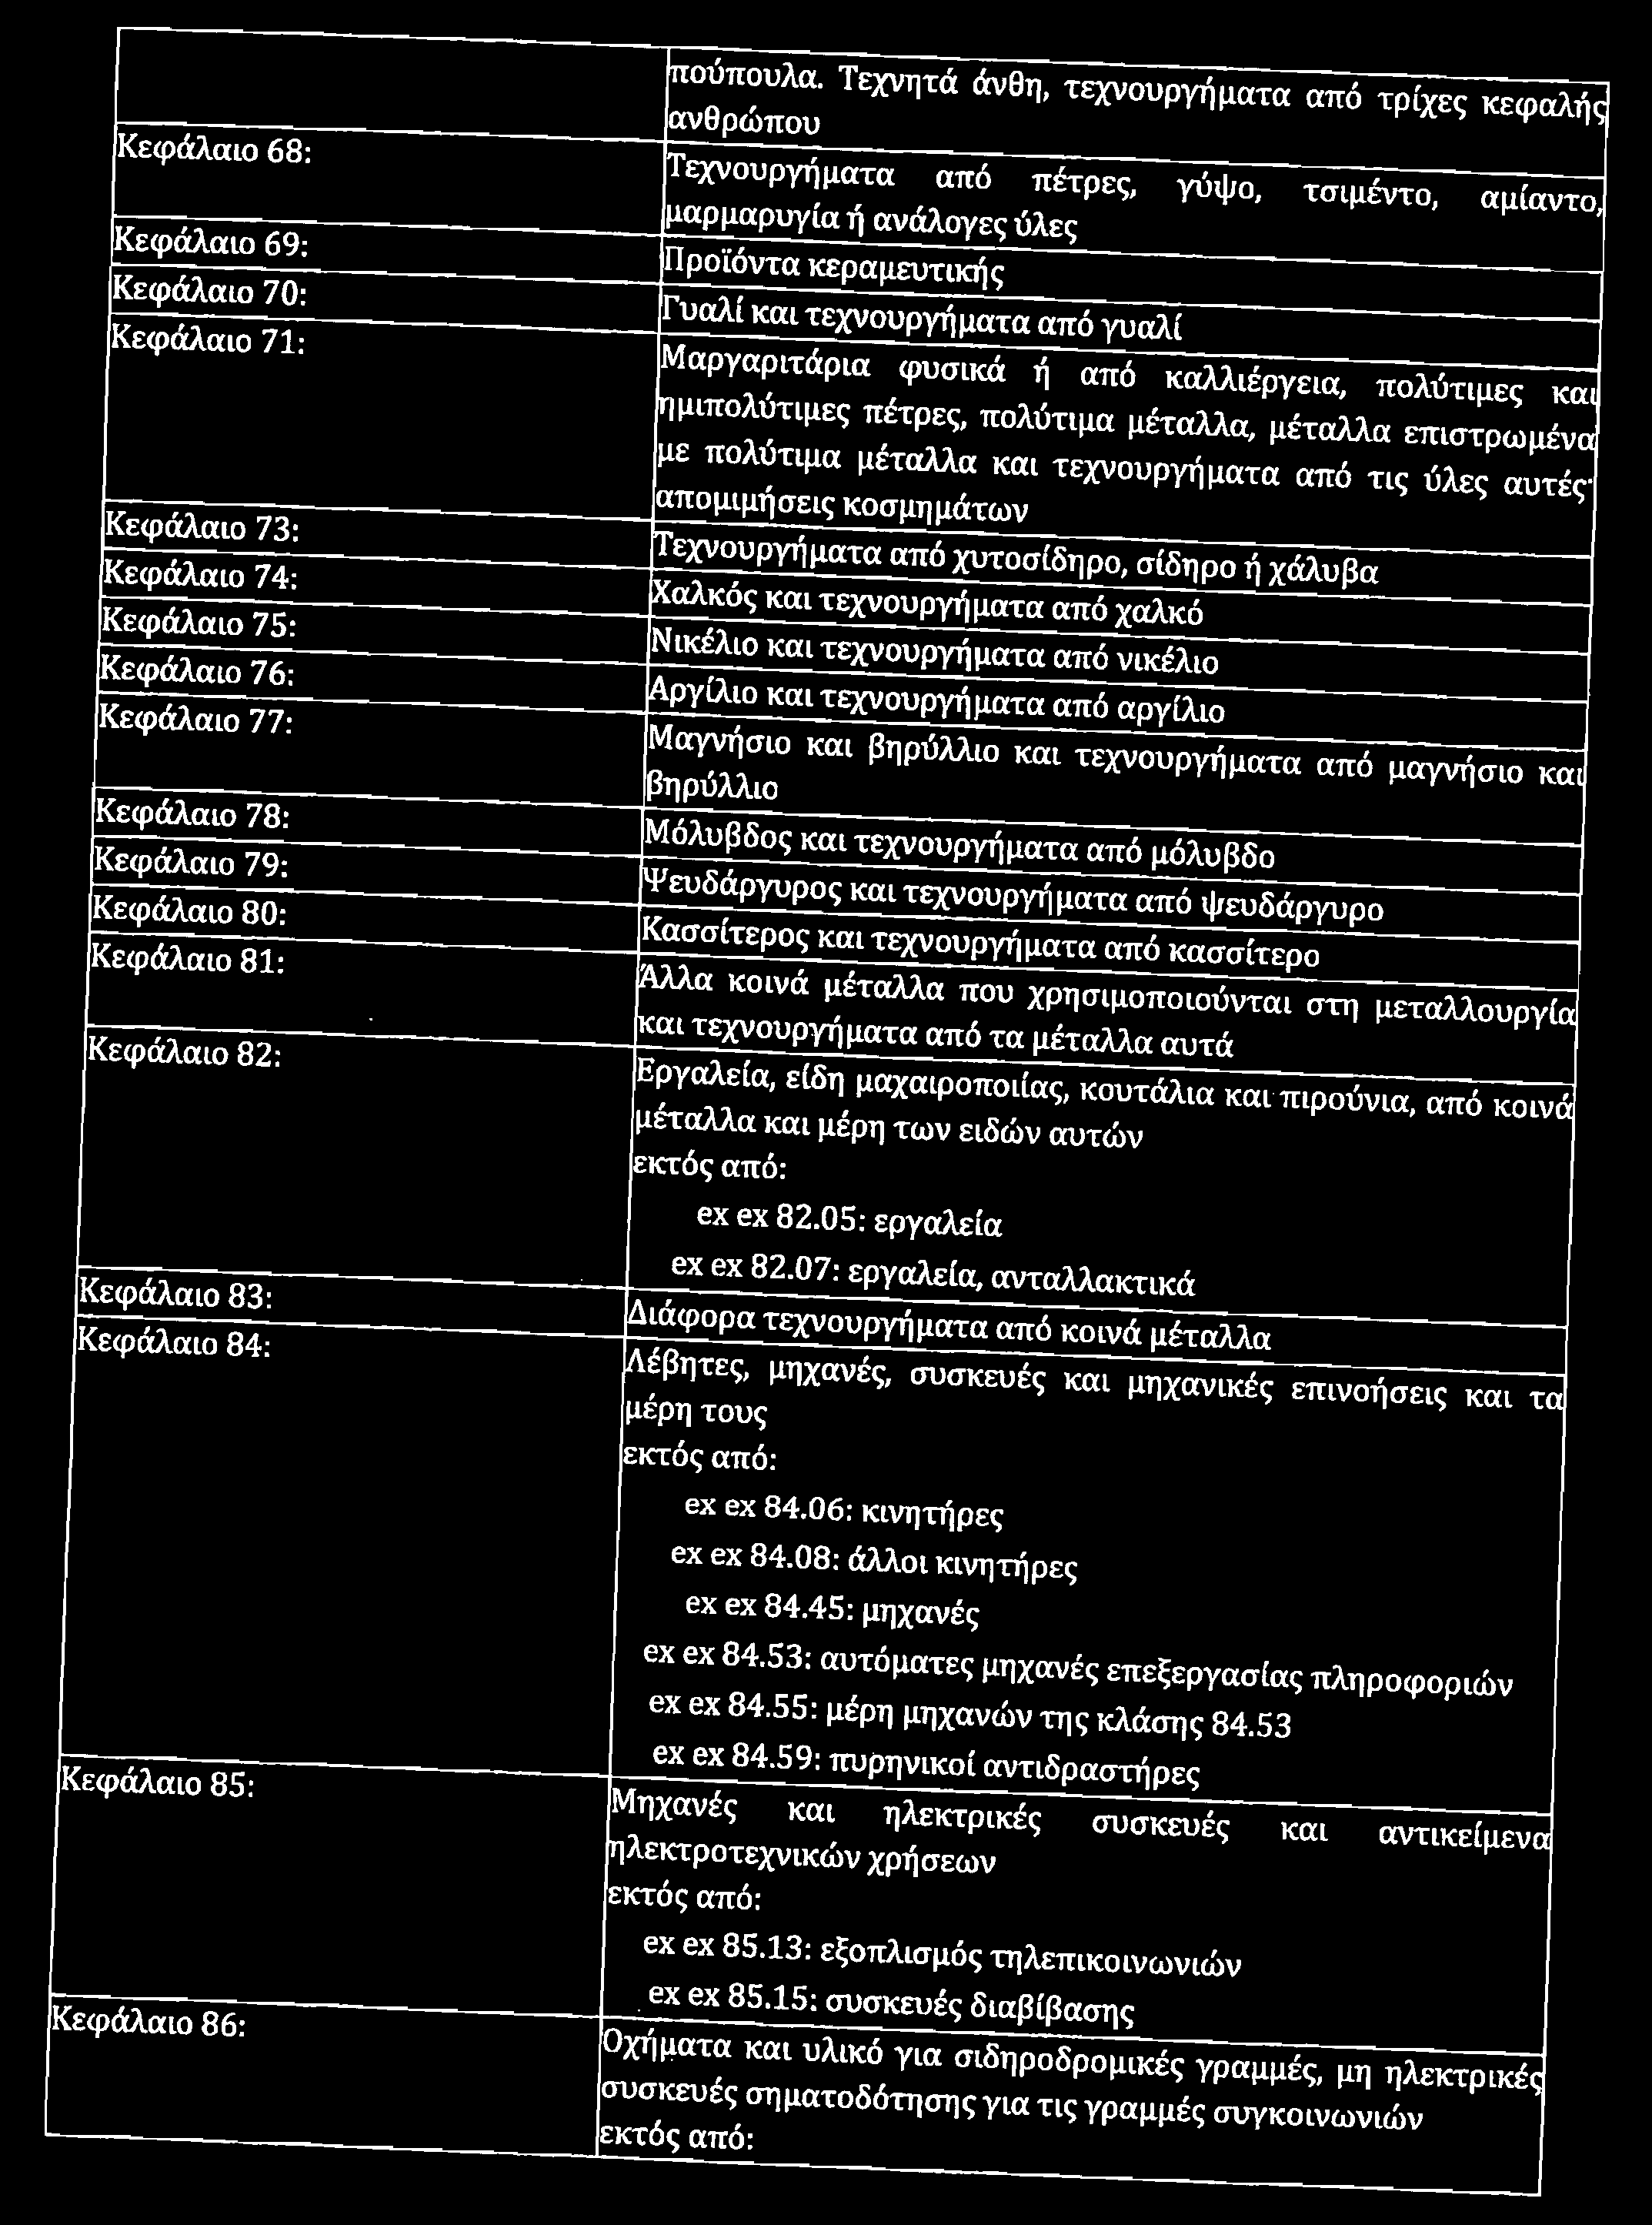 πούπουλα. Τεχνητά άνθη, τεχνουργήματα από τρίχες κεφαλής
ανθρώπου
Κεφάλαιο 68:
Τεχνουργήματα από πέτρες, γύψο, τσιμέντο, αμίαντο,
μαρμαρυγία ή ανάλογες ύλες
Κεφάλαιο 69:
Προϊόντα κεραμευτικής
Κεφάλαιο 70:
Γυαλί και τεχνουργήματα από γυαλί
Κεφάλαιο 71:
Μαργαριτάρια φυσικά ή από καλλιέργεια, πολύτιμες και
ημιπολύτιμες πέτρες, πολύτιμα μέταλλα, μέταλλα επιστρωμένα
με πολύτιμα μέταλλα και τεχνουργήματα από τις ύλες αυτές·
απομιμήσεις κοσμημάτων
Κεφάλαιο 73:
Τεχνουργήματα από χυτοσίδηρο, σίδηρο ή χάλυβα
Κεφάλαιο 74:
Χαλκός και τεχνουργήματα από χαλκό
Κεφάλαιο 75:
Νικέλιο και τεχνουργήματα από νικέλιο
Κεφάλαιο 76:
Αργίλιο και τεχνουργήματα από αργίλιο
Κεφάλαιο 77:
Μαγνήσιο και βηρύλλιο και τεχνουργήματα από μαγνήσιο και
βηρύλλιο
Κεφάλαιο 78:
Μόλυβδος και τεχνουργήματα από μόλυβδο
Κεφάλαιο 79:
Ψευδάργυρος και τεχνουργήματα από ψευδάργυρο
Κεφάλαιο 80:
Κασσίτερος και τεχνουργήματα από κασσίτερο
Κεφάλαιο 81:
Άλλα κοινά μέταλλα που χρησιμοποιούνται στη μεταλλουργία
και τεχνουργήματα από τα μέταλλα αυτά
Κεφάλαιο 82:
Εργαλεία, είδη μαχαιροποιίας, κουτάλια και πιρούνια, από κοινά
μέταλλα και μέρη των ειδών αυτών
εκτός από:
ex ex 82.05: εργαλεία
ex ex 82.07: εργαλεία, ανταλλακτικά
Κεφάλαιο 83:
Διάφορα τεχνουργήματα από κοινά μέταλλα
Κεφάλαιο 84:
Λέβητες, μηχανές, συσκευές και μηχανικές επινοήσεις και τα
μέρη τους
εκτός από:
ex ex 84.06: κινητήρες
ex ex 84.08: άλλοι κινητήρες
ex ex 84.45: μηχανές
ex ex 84.53: αυτόματες μηχανές επεξεργασίας πληροφοριών
ex ex 84.55: μέρη μηχανών της κλάσης 84.53
ex ex 84.59: πυρηνικοί αντιδραστήρες
Κεφάλαιο 85:
Μηχανές και ηλεκτρικές συσκευές και αντικείμενα
ηλεκτροτεχνικών χρήσεων
εκτός από:
ex ex 85.13: εξοπλισμός τηλεπικοινωνιών
ex ex 85.15: συσκευές διαβίβασης
Κεφάλαιο 86:
Οχήματα και υλικό για σιδηροδρομικές γραμμές, μη ηλεκτρικές
συσκευές σηματοδότησης για τις γραμμές συγκοινωνιών
εκτός από: